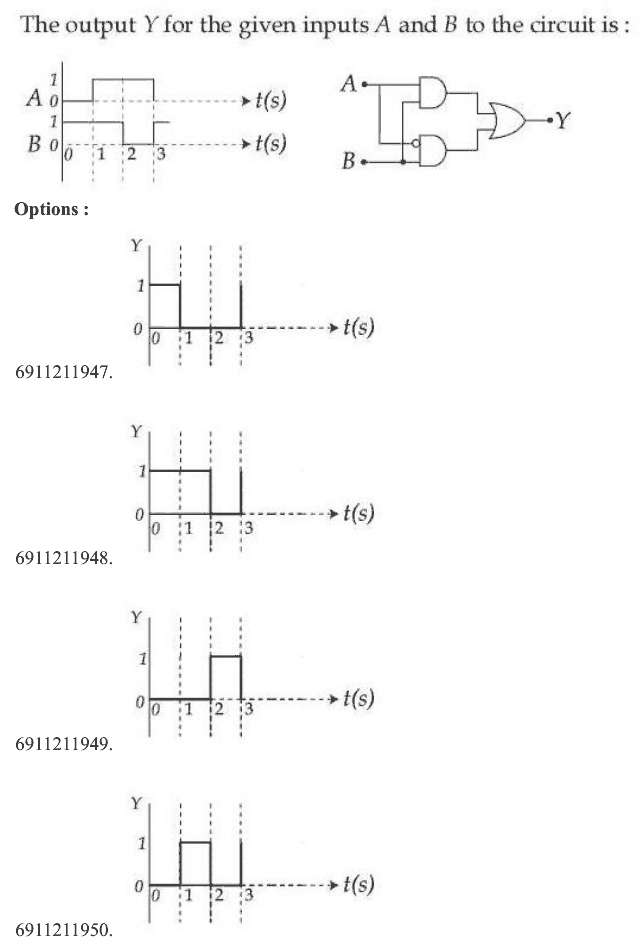 The output Y for the given inputs A and B to the circuit is :
1
A 0 t(s)
1
B 0 t(s)
0 1 2 3
A
Y
B
Options :
Y
1
0 t(s)
0 1 2 3
6911211947.
Y
1
0 t(s)
0 1 2 3
6911211948.
Y
1
0 t(s)
0 1 2 3
6911211949.
Y
1
0 t(s)
0 1 2 3
6911211950.